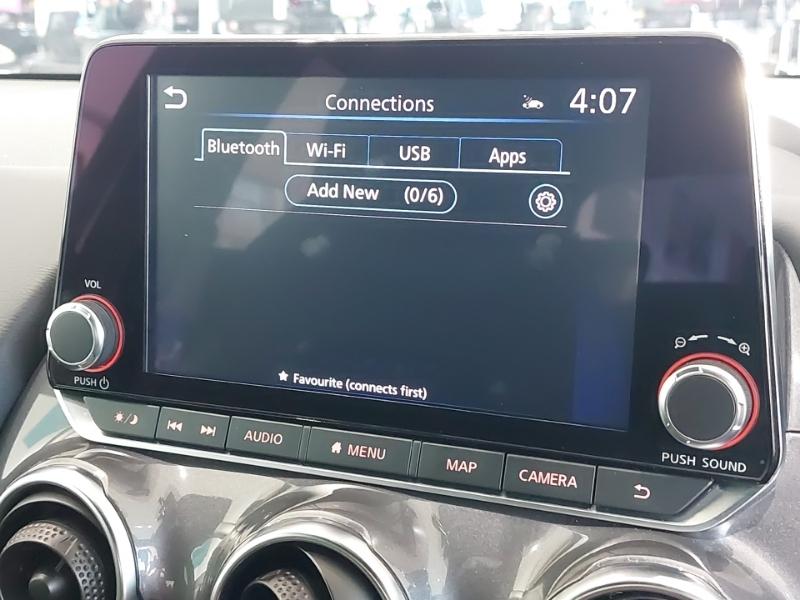 Connections 4:07
Bluetooth Wi-Fi USB Apps
Add New (0/6)
VOL
PUSH
Favourite (connects first)
PUSH SOUND
AUDIO MENU MAP CAMERA